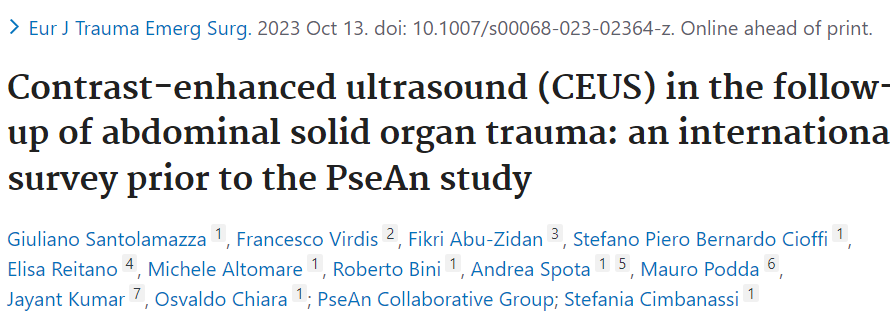 Eur J Trauma Emerg Surg. 2023 Oct 13. doi: 10.1007/s00068-023-02364-z. Online ahead of print.
Contrast-enhanced ultrasound (CEUS) in the follow-
up of abdominal solid organ trauma: an internationa
survey prior to the PseAn study
Giuliano Santolamazza 1, Francesco Virdis 2, Fikri Abu-Zidan 3, Stefano Piero Bernardo Cioffi 1,
Elisa Reitano 4, Michele Altomare 1, Roberto Bini 1, Andrea Spota 1 5, Mauro Podda 6,
Jayant Kumar 7, Osvaldo Chiara 1; PseAn Collaborative Group; Stefania Cimbanassi 1